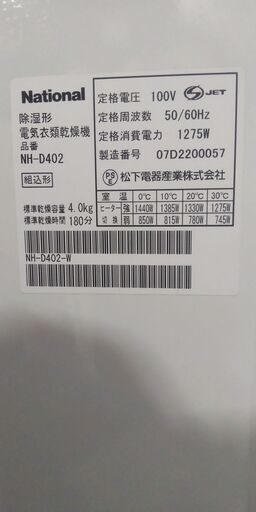 National
除湿形
電気衣類乾燥機
品番
NH-D402
組込形
標準乾燥容量 4.0kg
標準乾燥時間 180分
定格電圧 100V JET
定格周波数 50/60Hz
定格消費電力 1275W
製造番号 07D2200057
PSE 松下電器産業株式会社
室温 0℃ 10℃ 20℃ 30℃
ヒーター 強 1440W 1385W 1330W 1275W
切換 弱 850W 815W 780W 745W
NH-D402-W